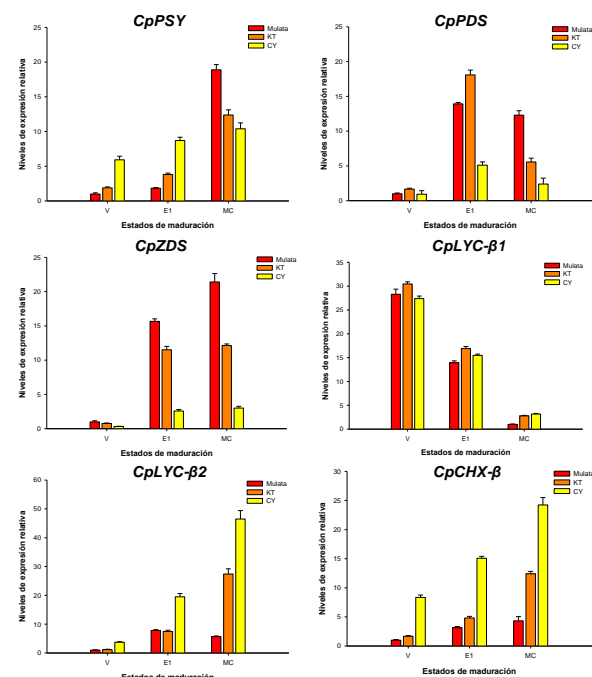 CpPSY
Mulata
KT
CY
Niveles de expresión relativa
25
20
15
10
5
0
V E1 MC
Estados de maduración
CpPDS
Mulata
KT
CY
Niveles de expresión relativa
25
20
15
10
5
0
V E1 MC
Estados de maduración
CpZDS
Mulata
KT
CY
Niveles de expresión relativa
25
20
15
10
5
0
V E1 MC
Estados de maduración
CpLYC-β1
Mulata
KT
CY
Niveles de expresión relativa
35
30
25
20
15
10
5
0
V E1 MC
Estados de maduración
CpLYC-β2
Mulata
KT
CY
Niveles de expresión relativa
60
50
40
30
20
10
0
V E1 MC
Estados de maduración
CpCHX-β
Mulata
KT
CY
Niveles de expresión relativa
30
25
20
15
10
5
0
V E1 MC
Estados de maduración